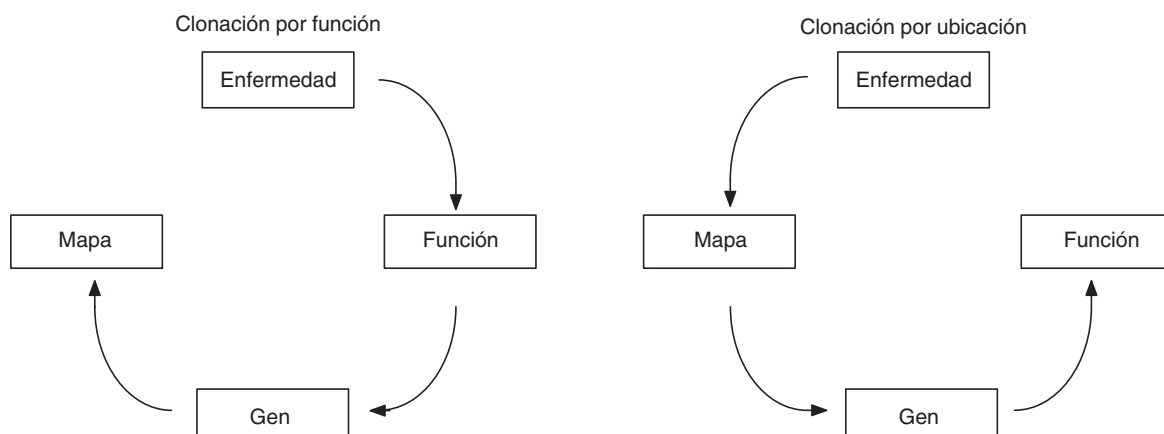 Clonación por función
Enfermedad
Mapa
Función
Gen
Clonación por ubicación
Enfermedad
Mapa
Función
Gen